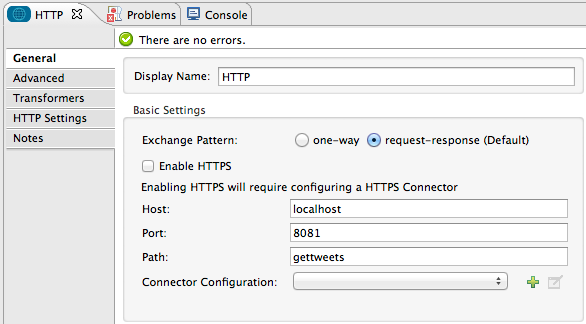 HTTP Problems Console
There are no errors.
General
Advanced
Transformers
HTTP Settings
Notes
Display Name: HTTP
Basic Settings
Exchange Pattern: one-way request-response (Default)
Enable HTTPS
Enabling HTTPS will require configuring a HTTPS Connector
Host: localhost
Port: 8081
Path: gettweets
Connector Configuration: